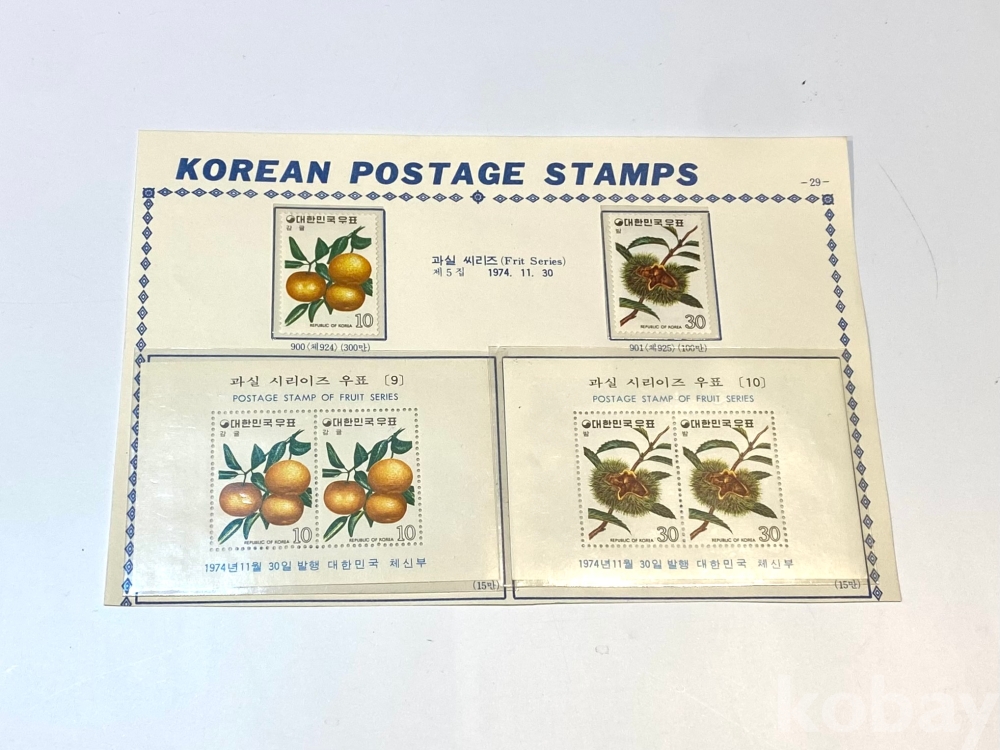 KOREAN POSTAGE STAMPS
-29-
대한민국우표
감귤
REPUBLIC OF KOREA 10
과실 씨리즈 (Frit Series)
제5집 1974. 11. 30
대한민국우표
밤
REPUBLIC OF KOREA 30
900 (제924) (300만)
901 (제925) (100만)
과실 시리이즈 우표 〔9〕
POSTAGE STAMP OF FRUIT SERIES
대한민국우표
감귤
REPUBLIC OF KOREA 10
대한민국우표
감귤
REPUBLIC OF KOREA 10
1974년11월 30일 발행 대한민국 체신부
(15만)
과실 시리이즈 우표 〔10〕
POSTAGE STAMP OF FRUIT SERIES
대한민국우표
밤
REPUBLIC OF KOREA 30
대한민국우표
밤
REPUBLIC OF KOREA 30
1974년11월 30일 발행 대한민국 체신부
(15만)
kobay